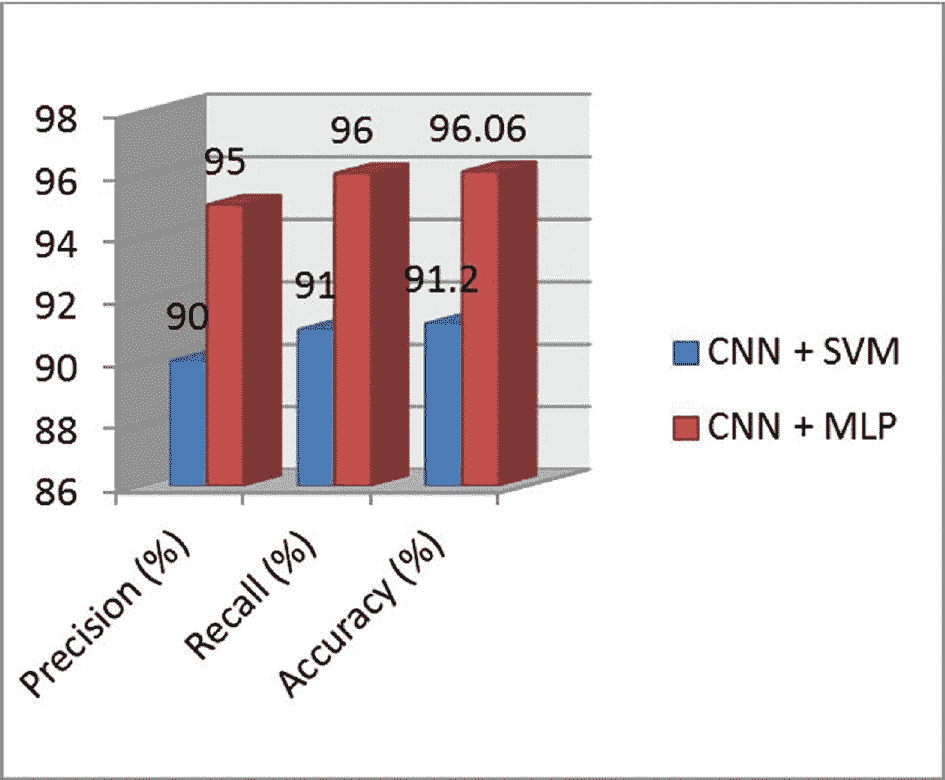 98
96
94
92
90
88
86
95
96
96.06
90
91
91.2
Precision (%)
Recall (%)
Accuracy (%)
CNN + SVM
CNN + MLP